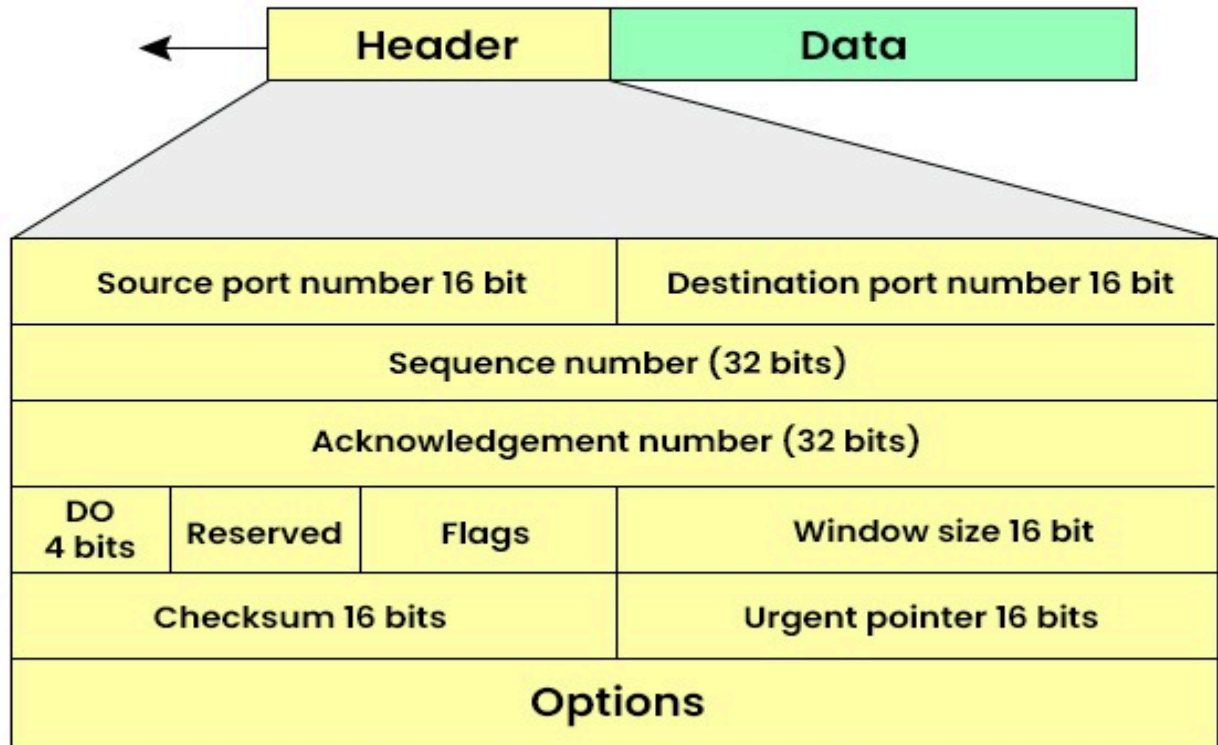 Header
Data
Source port number 16 bit
Destination port number 16 bit
Sequence number (32 bits)
Acknowledgement number (32 bits)
DO
4 bits
Reserved
Flags
Window size 16 bit
Checksum 16 bits
Urgent pointer 16 bits
Options